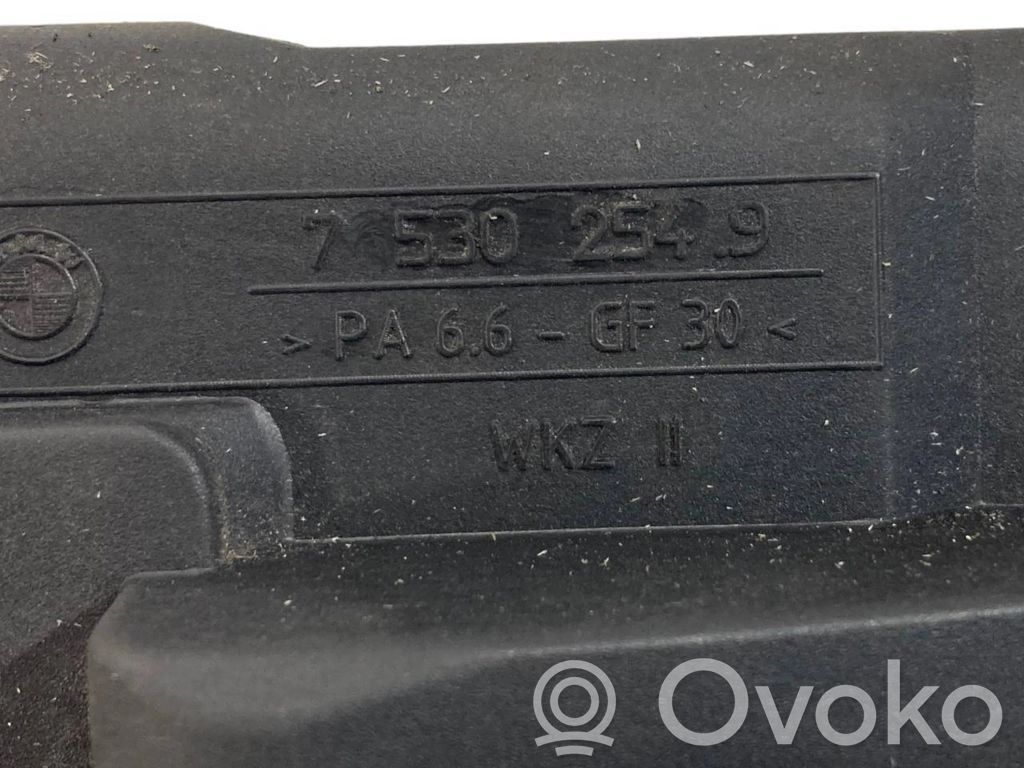 7 530 254.9
> PA 6.6 - GF 30 <
WKZ II
Ovoko